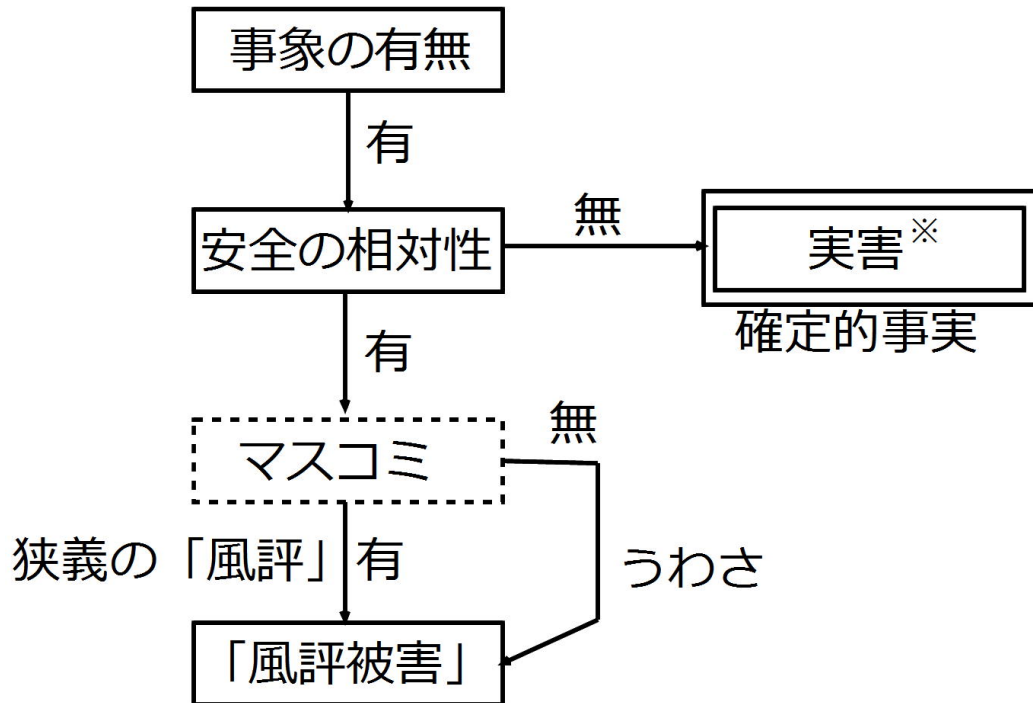 事象の有無
有
安全の相対性
無
実害※
確定的事実
有
マスコミ
無
狭義の「風評」
有
うわさ
「風評被害」